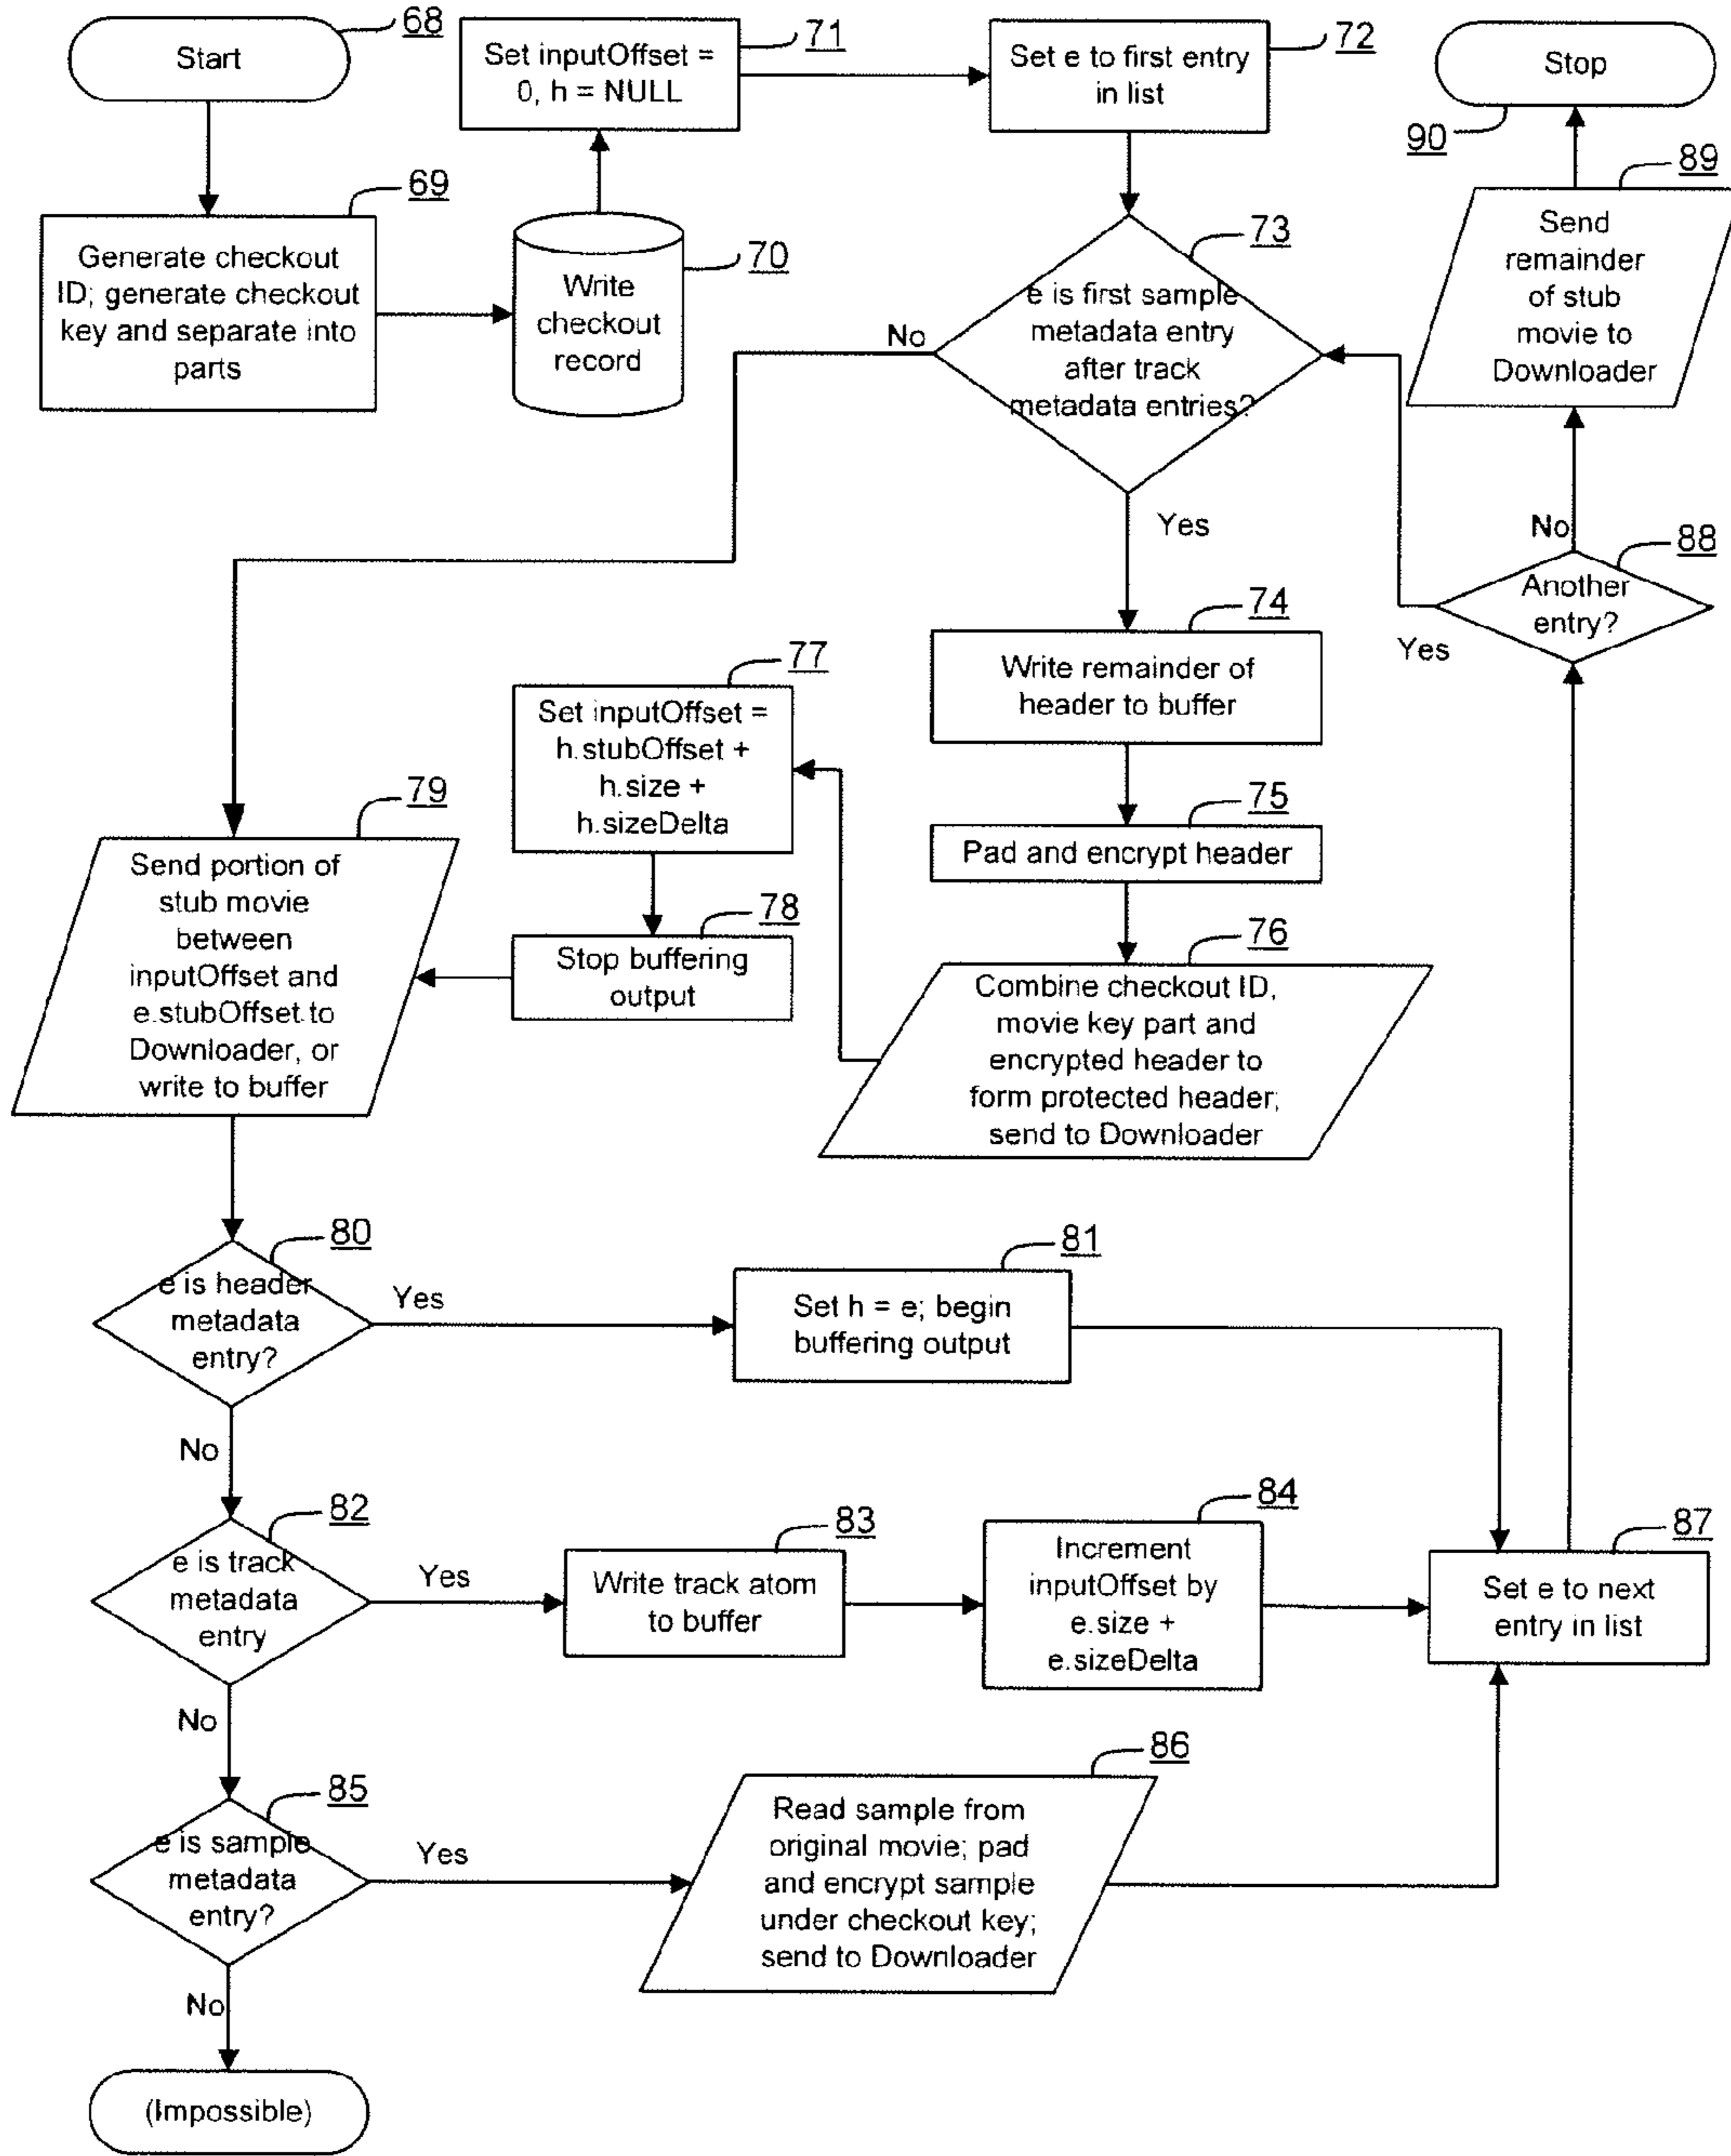 68
Start
71
Set inputOffset =
0, h = NULL
72
Set e to first entry
in list
Stop
90
69
Generate checkout
ID; generate checkout
key and separate into
parts
70
Write
checkout
record
73
e is first sample
metadata entry
after track
metadata entries?
No
Yes
89
Send
remainder
of stub
movie to
Downloader
No
88
Another
entry?
Yes
74
Write remainder of
header to buffer
75
Pad and encrypt header
76
Combine checkout ID,
movie key part and
encrypted header to
form protected header;
send to Downloader
77
Set inputOffset =
h.stubOffset +
h.size +
h.sizeDelta
78
Stop buffering
output
79
Send portion of
stub movie
between
inputOffset and
e.stubOffset to
Downloader, or
write to buffer
80
e is header
metadata
entry?
Yes
No
81
Set h = e; begin
buffering output
82
e is track
metadata
entry
Yes
No
83
Write track atom
to buffer
84
Increment
inputOffset by
e.size +
e.sizeDelta
87
Set e to next
entry in list
85
e is sample
metadata
entry?
Yes
No
86
Read sample from
original movie; pad
and encrypt sample
under checkout key;
send to Downloader
(Impossible)